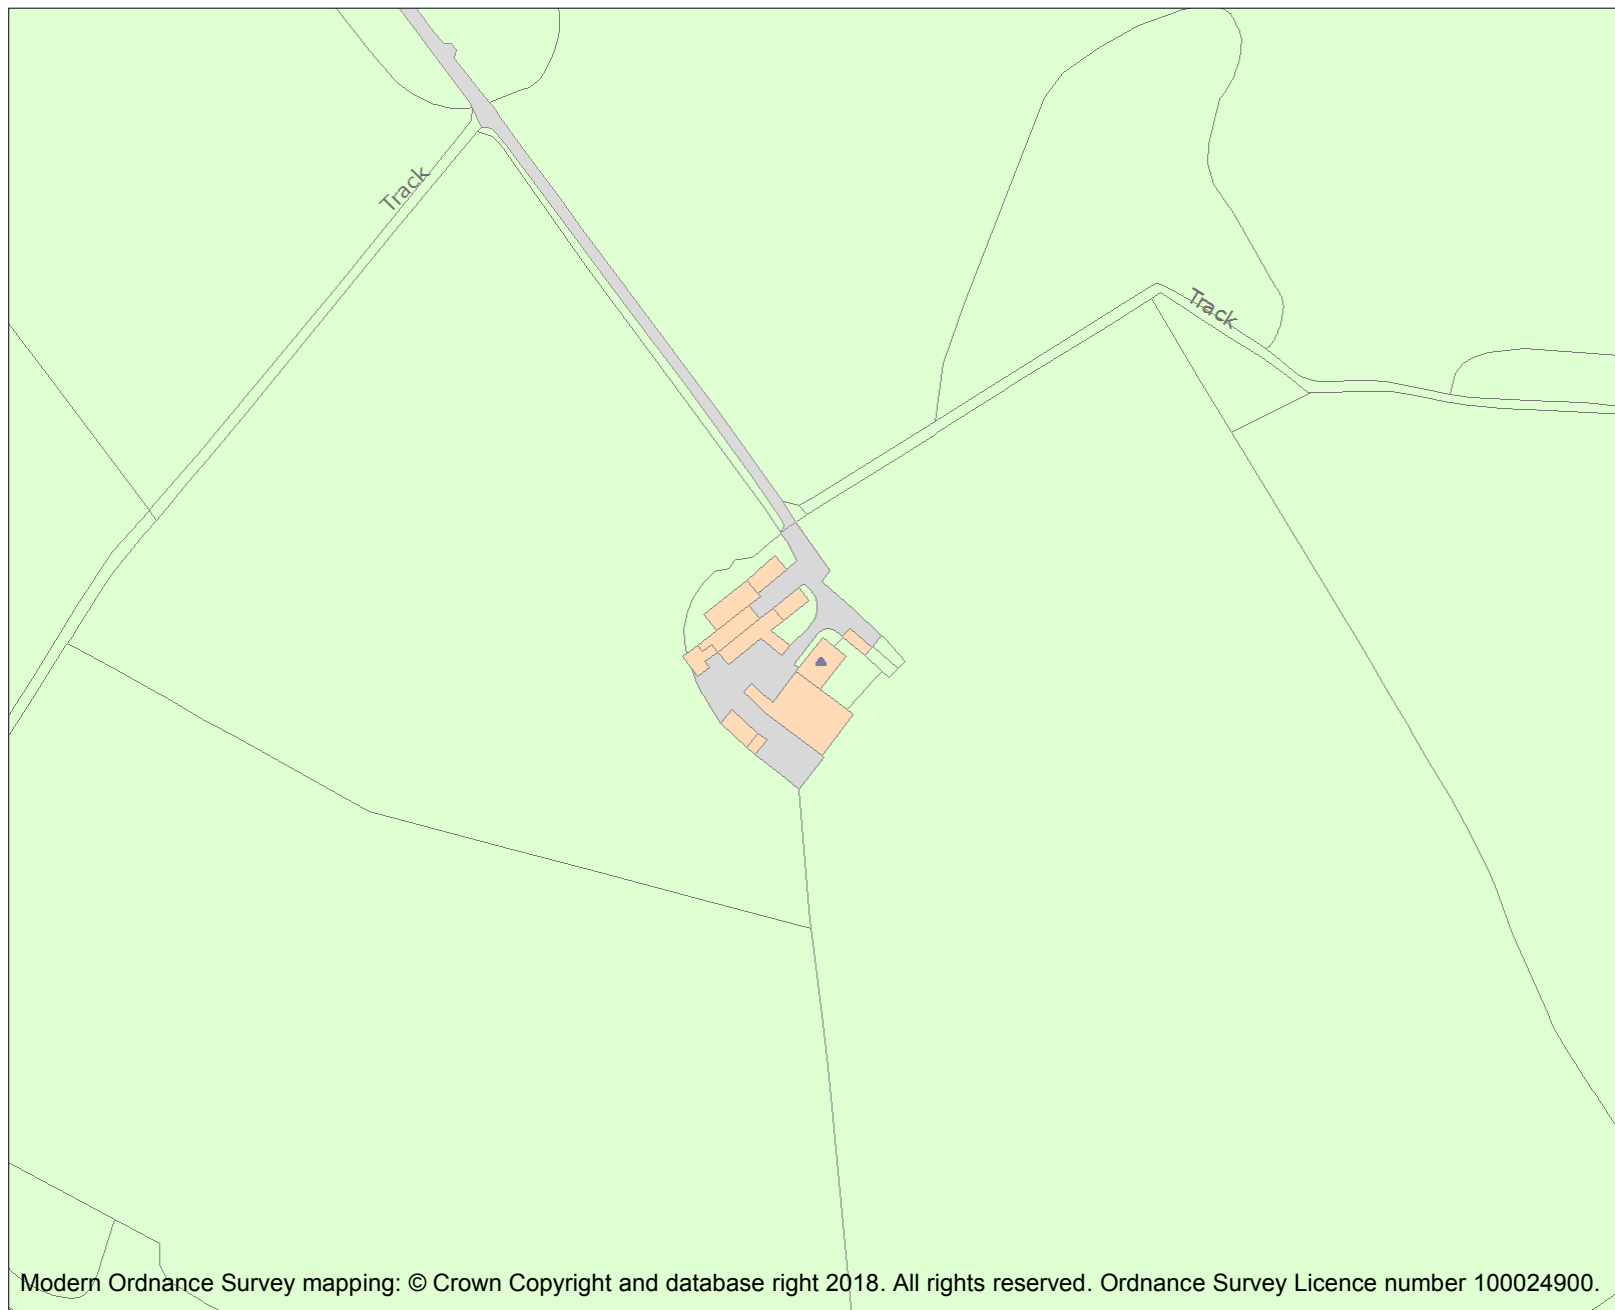 Track
Track
Modern Ordnance Survey mapping: © Crown Copyright and database right 2018. All rights reserved. Ordnance Survey Licence number 100024900.